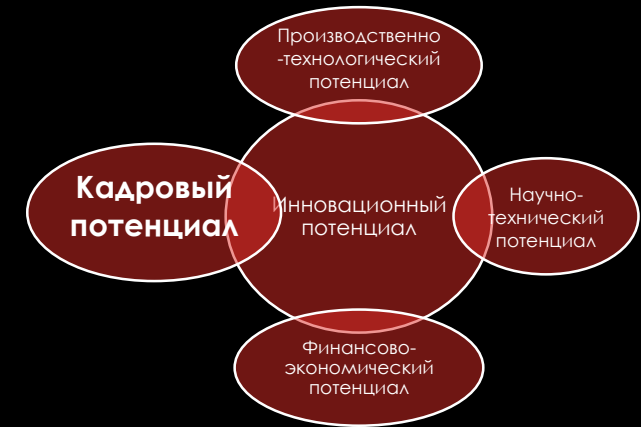 Производственно
-технологический
потенциал
Кадровый
потенциал
Инновационный
потенциал
Научно-
технический
потенциал
Финансово-
экономический
потенциал